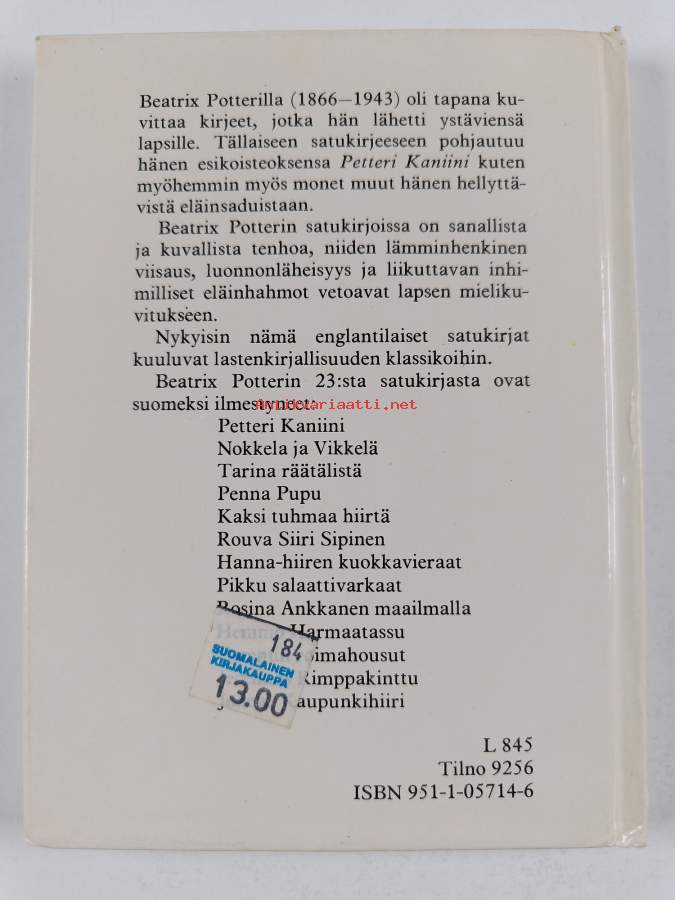 Beatrix Potterilla (1866—1943) oli tapana ku-
vittaa kirjeet, jotka hän lähetti ystäviensä
lapsille. Tällaiseen satukirjeeseen pohjautuu
hänen esikoisteoksensa Petteri Kaniini kuten
myöhemmin myös monet muut hänen hellyttä-
vistä eläinsaduistaan.
Beatrix Potterin satukirjoissa on sanallista
ja kuvallista tenhoa, niiden lämminhenkinen
viisaus, luonnonläheisyys ja liikuttavan inhi-
milliset eläinhahmot vetoavat lapsen mieliku-
vitukseen.
Nykyisin nämä englantilaiset satukirjat
kuuluvat lastenkirjallisuuden klassikoihin.
Beatrix Potterin 23:sta satukirjasta ovat
suomeksi ilmestyneet:
Antikvariaatti.net
Petteri Kaniini
Nokkela ja Vikkelä
Tarina räätälistä
Penna Pupu
Kaksi tuhmaa hiirtä
Rouva Siiri Sipinen
Hanna-hiiren kuokkavieraat
Pikku salaattivarkaat
Rosina Ankkanen maailmalla
Harmaatassu
Kimppakinttu
184
SUOMALAINEN
KIRJAKAUPPA
13.00
L 845
Tilno 9256
ISBN 951-1-05714-6